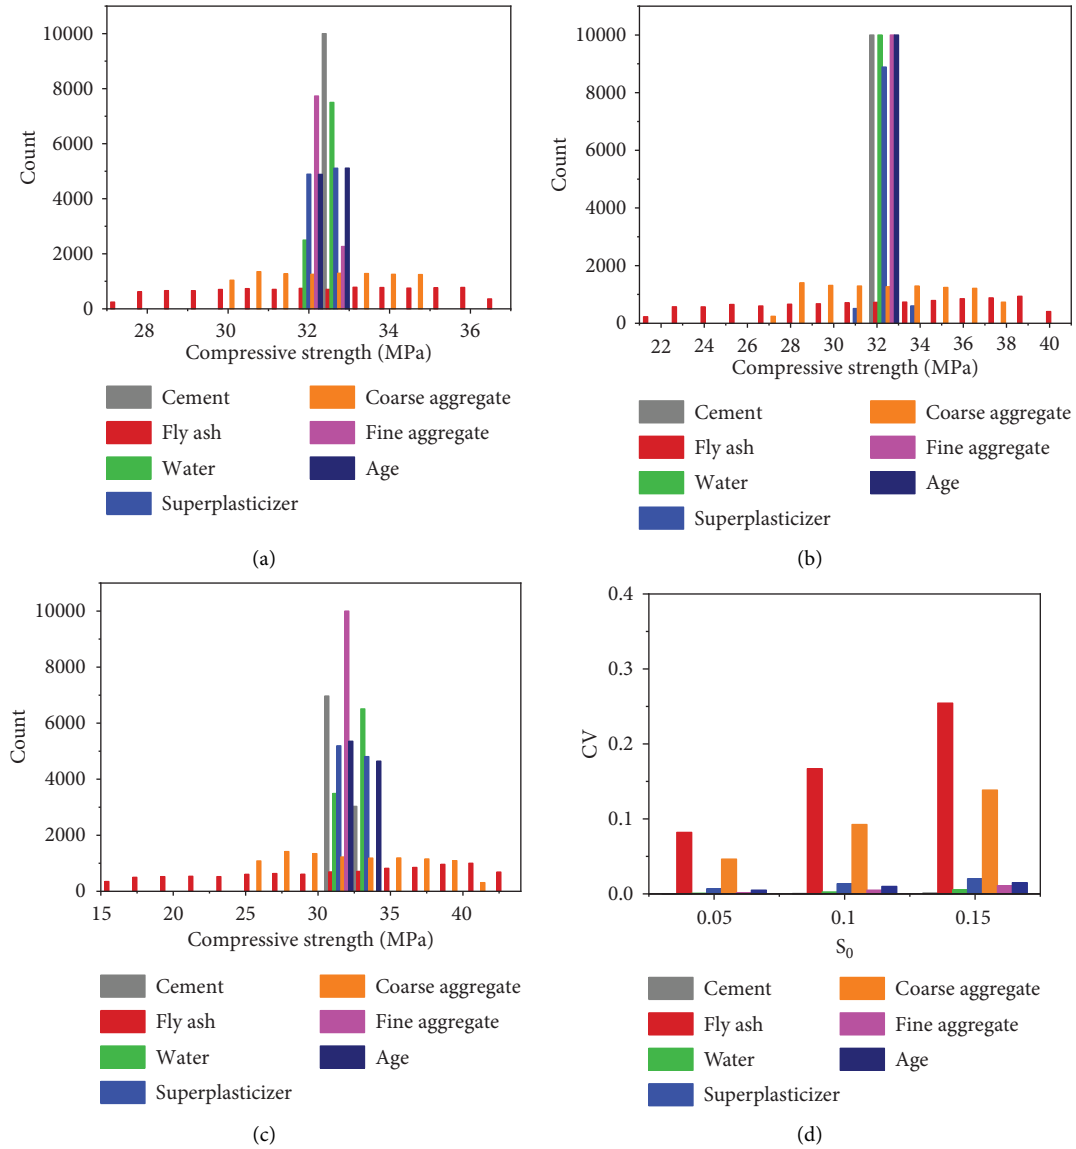 10000
8000
6000
4000
2000
0
Count
28 30 32 34 36
Compressive strength (MPa)
Cement
Fly ash
Water
Superplasticizer
Coarse aggregate
Fine aggregate
Age
(a)
10000
8000
6000
4000
2000
0
Count
22 24 26 28 30 32 34 36 38 40
Compressive strength (MPa)
Cement
Fly ash
Water
Superplasticizer
Coarse aggregate
Fine aggregate
Age
(b)
10000
8000
6000
4000
2000
0
Count
15 20 25 30 35 40
Compressive strength (MPa)
Cement
Fly ash
Water
Superplasticizer
Coarse aggregate
Fine aggregate
Age
(c)
0.4
0.3
0.2
0.1
0.0
CV
0.05 0.1 0.15
S₀
Cement
Fly ash
Water
Superplasticizer
Coarse aggregate
Fine aggregate
Age
(d)